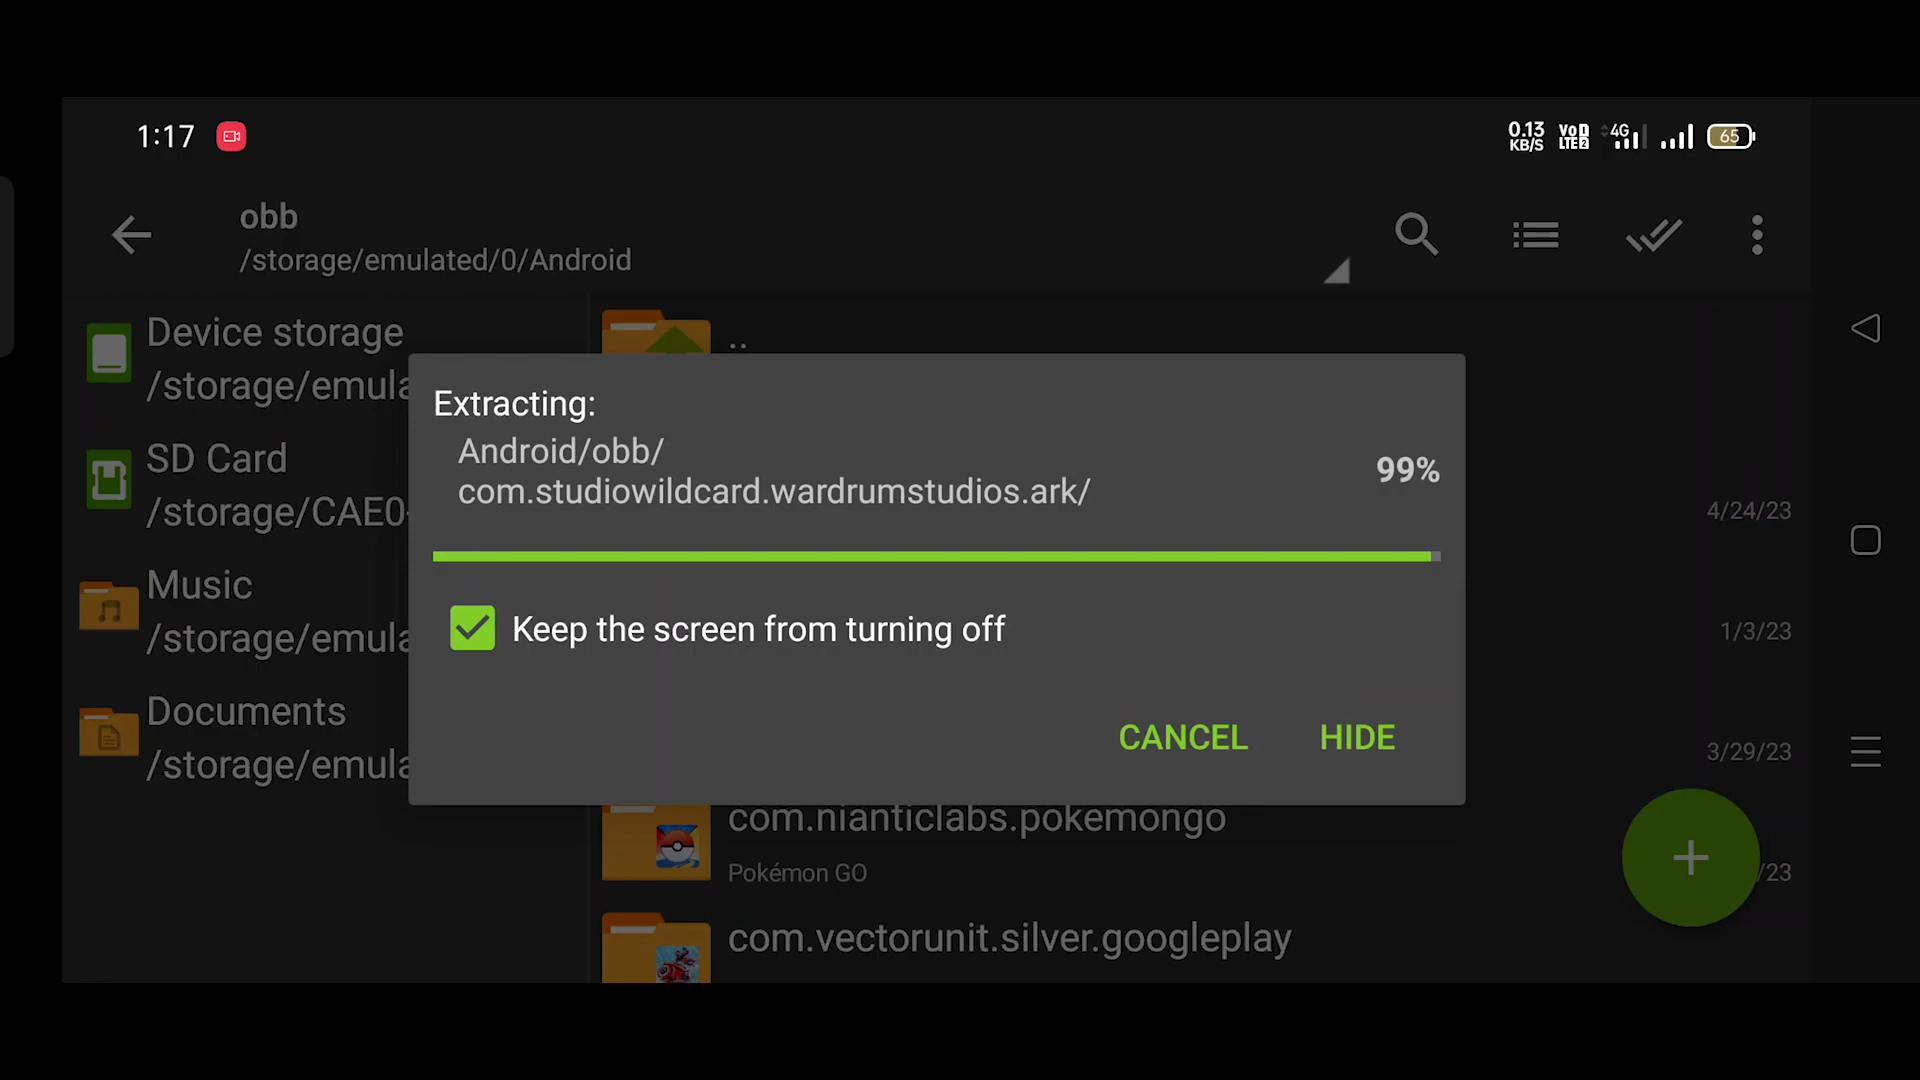 1:17
0.13
KB/S
VoD
LTE2
4G
65
obb
/storage/emulated/0/Android
Device storage
/storage/emula
SD Card
/storage/CAE0-
Music
/storage/emula
Documents
/storage/emula
..
Extracting:
Android/obb/
com.studiowildcard.wardrumstudios.ark/
99%
Keep the screen from turning off
CANCEL
HIDE
4/24/23
1/3/23
3/29/23
com.nianticlabs.pokemongo
Pokémon GO
/23
com.vectorunit.silver.googleplay